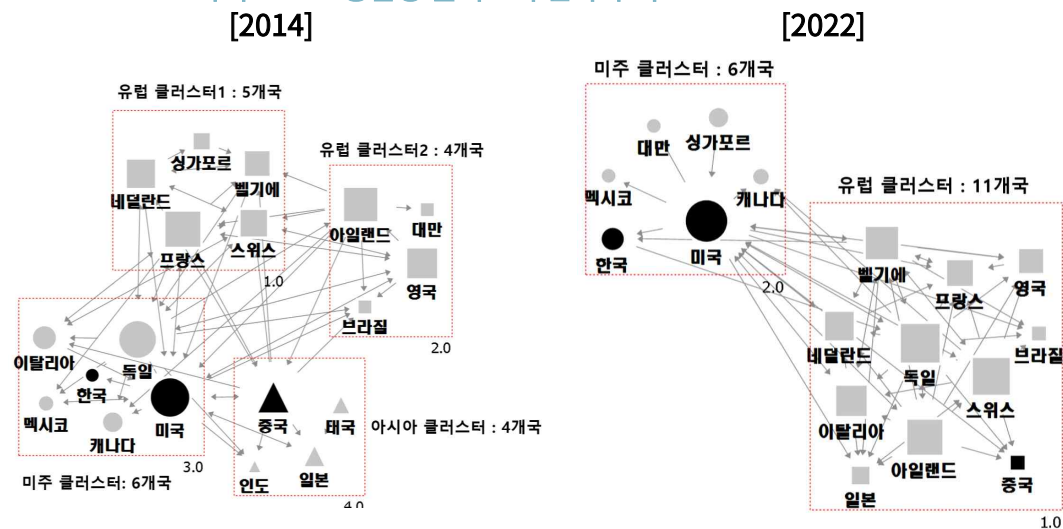 [2014]
유럽 클러스터1 : 5개국
싱가포르
네덜란드
벨기에
프랑스
스위스
1.0
유럽 클러스터2 : 4개국
아일랜드
대만
영국
브라질
2.0
이탈리아
독일
한국
멕시코
캐나다
미국
3.0
미주 클러스터: 6개국
중국
태국
인도
일본
4.0
아시아 클러스터 : 4개국
[2022]
미주 클러스터 : 6개국
대만
싱가포르
멕시코
캐나다
한국
미국
2.0
유럽 클러스터 : 11개국
벨기에
프랑스
영국
네덜란드
독일
브라질
이탈리아
스위스
아일랜드
일본
중국
1.0